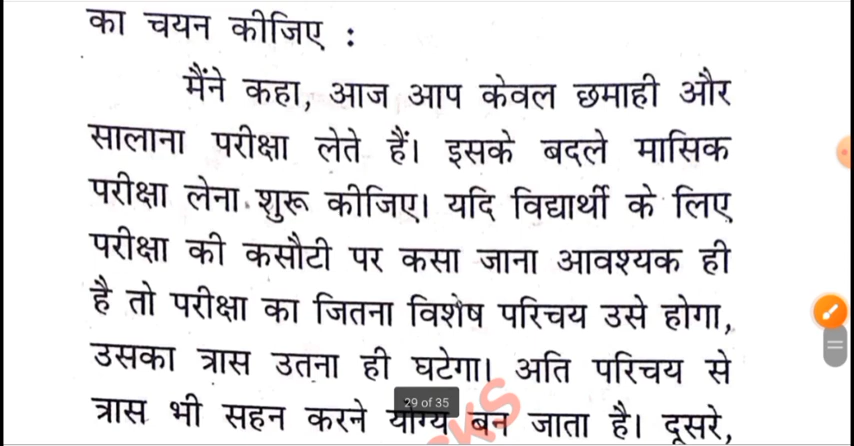 का चयन कीजिए :
मैंने कहा, आज आप केवल छमाही और
सालाना परीक्षा लेते हैं। इसके बदले मासिक
परीक्षा लेना शुरू कीजिए। यदि विद्यार्थी के लिए
परीक्षा की कसौटी पर कसा जाना आवश्यक ही
है तो परीक्षा का जितना विशेष परिचय उसे होगा,
उसका त्रास उतना ही घटेगा। अति परिचय से
त्रास भी सहन करने योग्य बन जाता है। दूसरे,
29 of 35
KS